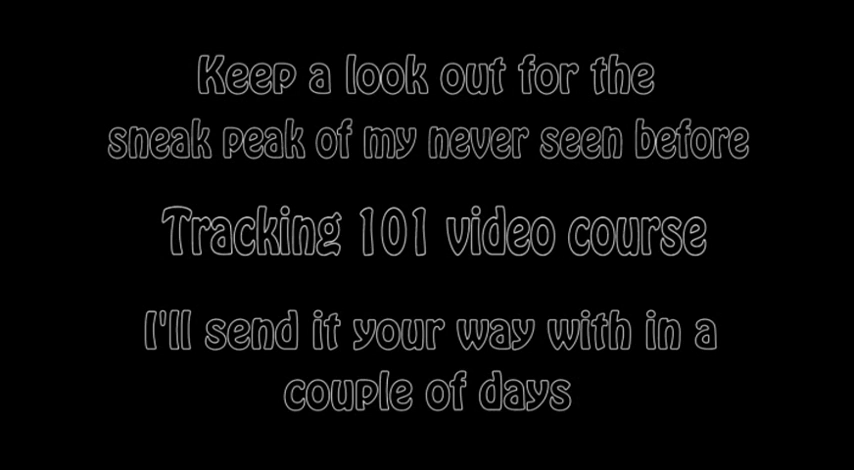 Keep a look out for the
sneak peak of my never seen before
Tracking 101 video course
I'll send it your way with in a
couple of days